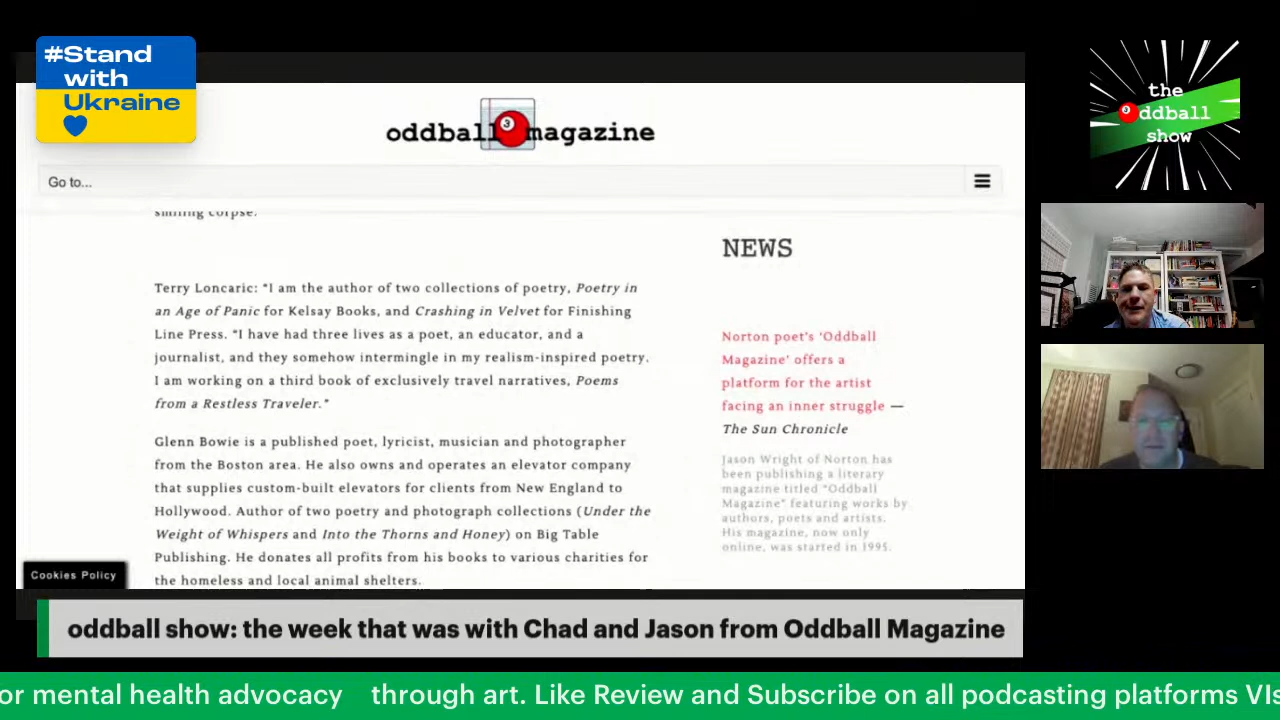 #Stand
with
Ukraine
oddball 3 magazine
Go to...
smiling corpse.
Terry Loncaric: “I am the author of two collections of poetry, Poetry in
an Age of Panic for Kelsay Books, and Crashing in Velvet for Finishing
Line Press. “I have had three lives as a poet, an educator, and a
journalist, and they somehow intermingle in my realism-inspired poetry.
I am working on a third book of exclusively travel narratives, Poems
from a Restless Traveler.”
Glenn Bowie is a published poet, lyricist, musician and photographer
from the Boston area. He also owns and operates an elevator company
that supplies custom-built elevators for clients from New England to
Hollywood. Author of two poetry and photograph collections (Under the
Weight of Whispers and Into the Thorns and Honey) on Big Table
Publishing. He donates all profits from his books to various charities for
the homeless and local animal shelters.
NEWS
Norton poet’s ‘Oddball
Magazine’ offers a
platform for the artist
facing an inner struggle —
The Sun Chronicle
Jason Wright of Norton has
been publishing a literary
magazine titled “Oddball
Magazine” featuring works by
authors, poets and artists.
His magazine, now only
online, was started in 1995.
Cookies Policy
the
3ddball
show
oddball show: the week that was with Chad and Jason from Oddball Magazine
or mental health advocacy through art. Like Review and Subscribe on all podcasting platforms VIs